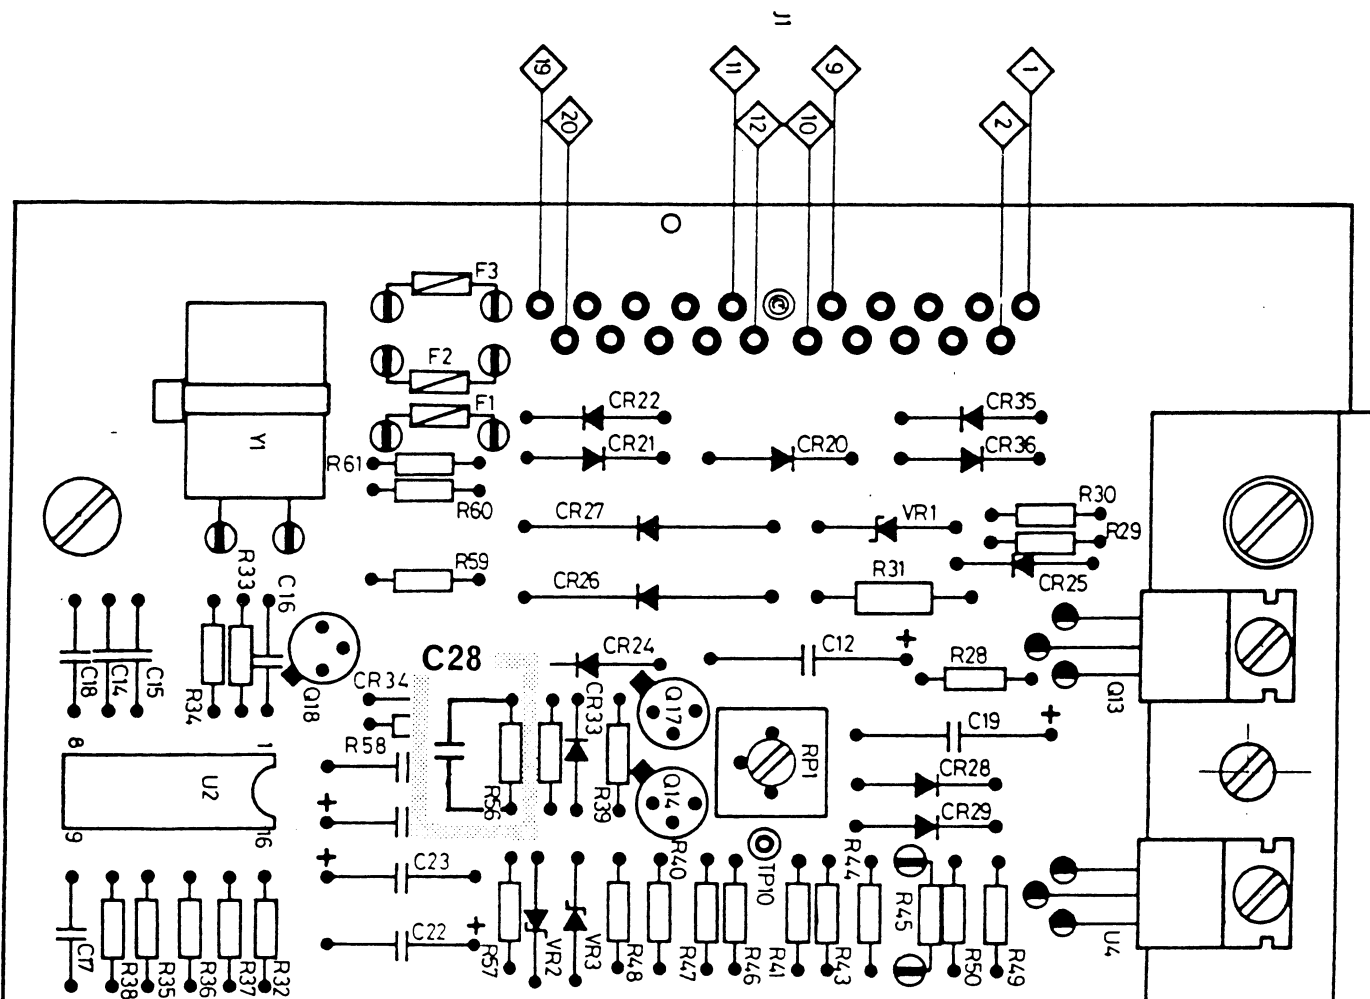 J1
19
11
9
1
20
12
10
2
F3
F2
F1
CR22
CR35
Y1
R61
CR21
CR20
CR36
R60
CR27
VR1
R30
R29
R33
C16
R59
CR26
R31
CR25
C18
C14
C15
R34
Q18
C28
CR24
C12
+
R28
Q13
CR34
CR33
Q17
R58
C19
+
8
1
U2
9
16
R56
R39
Q14
RP1
CR28
CR29
+
+
C23
R40
TP10
R44
R45
C22
+
R57
VR2
VR3
R48
R47
R46
R41
R43
R50
R49
U4
C17
R38
R35
R36
R37
R32